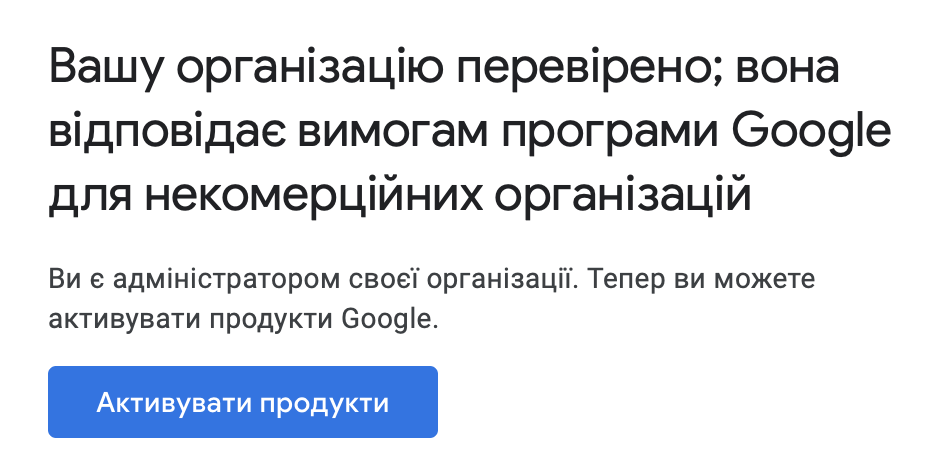 Вашу організацію перевірено; вона
відповідає вимогам програми Google
для некомерційних організацій
Ви є адміністратором своєї організації. Тепер ви можете
активувати продукти Google.
Активувати продукти